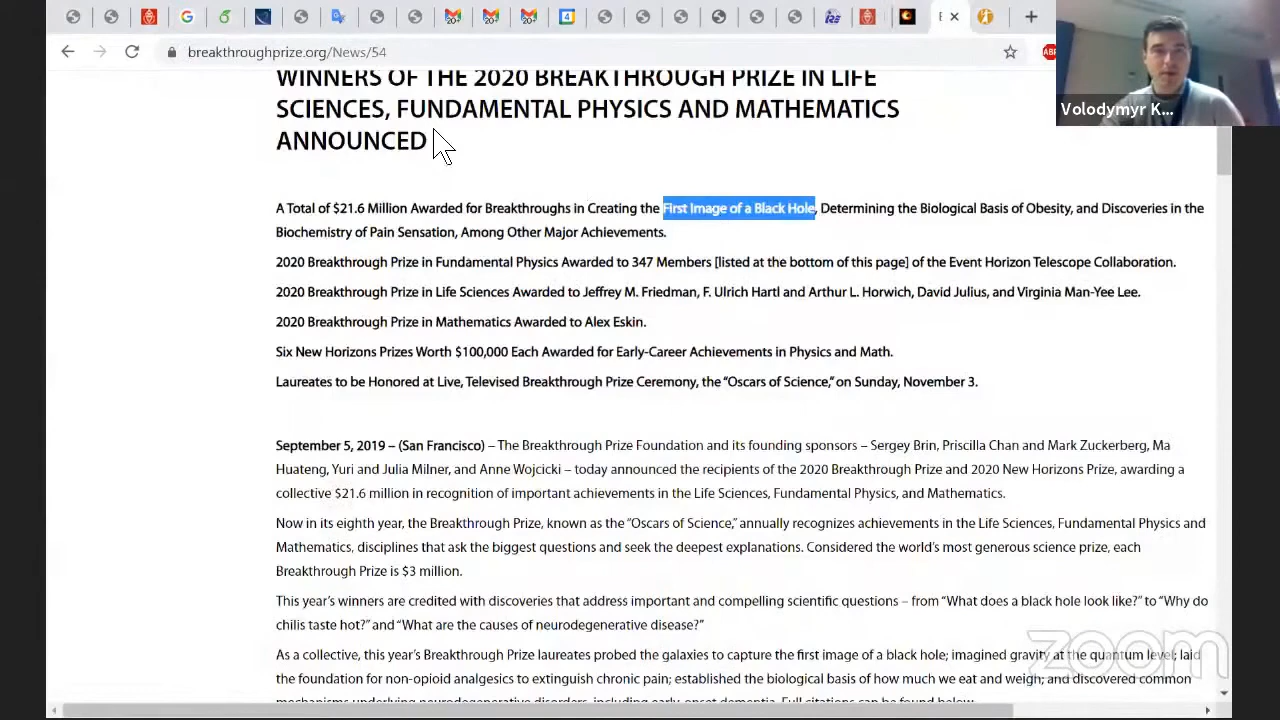 breakthroughprize.org/News/54
Volodymyr K...
WINNERS OF THE 2020 BREAKTHROUGH PRIZE IN LIFE
SCIENCES, FUNDAMENTAL PHYSICS AND MATHEMATICS
ANNOUNCED
A Total of $21.6 Million Awarded for Breakthroughs in Creating the First Image of a Black Hole, Determining the Biological Basis of Obesity, and Discoveries in the
Biochemistry of Pain Sensation, Among Other Major Achievements.
2020 Breakthrough Prize in Fundamental Physics Awarded to 347 Members [listed at the bottom of this page] of the Event Horizon Telescope Collaboration.
2020 Breakthrough Prize in Life Sciences Awarded to Jeffrey M. Friedman, F. Ulrich Hartl and Arthur L. Horwich, David Julius, and Virginia Man-Yee Lee.
2020 Breakthrough Prize in Mathematics Awarded to Alex Eskin.
Six New Horizons Prizes Worth $100,000 Each Awarded for Early-Career Achievements in Physics and Math.
Laureates to be Honored at Live, Televised Breakthrough Prize Ceremony, the “Oscars of Science,” on Sunday, November 3.
September 5, 2019 – (San Francisco) – The Breakthrough Prize Foundation and its founding sponsors – Sergey Brin, Priscilla Chan and Mark Zuckerberg, Ma
Huateng, Yuri and Julia Milner, and Anne Wojcicki – today announced the recipients of the 2020 Breakthrough Prize and 2020 New Horizons Prize, awarding a
collective $21.6 million in recognition of important achievements in the Life Sciences, Fundamental Physics, and Mathematics.
Now in its eighth year, the Breakthrough Prize, known as the “Oscars of Science,” annually recognizes achievements in the Life Sciences, Fundamental Physics and
Mathematics, disciplines that ask the biggest questions and seek the deepest explanations. Considered the world’s most generous science prize, each
Breakthrough Prize is $3 million.
This year’s winners are credited with discoveries that address important and compelling scientific questions – from “What does a black hole look like?” to “Why do
chilis taste hot?” and “What are the causes of neurodegenerative disease?”
As a collective, this year’s Breakthrough Prize laureates probed the galaxies to capture the first image of a black hole; imagined gravity at the quantum level; laid
the foundation for non-opioid analgesics to extinguish chronic pain; established the biological basis of how much we eat and weigh; and discovered common
mechanisms underlying neurodegenerative disorders, including early-onset dementia. Full citations can be found below.
zoom